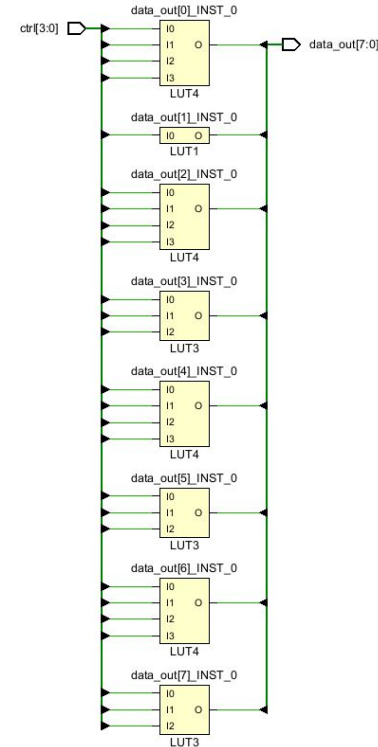 data_out[0]_INST_0
ctrl[3:0]
I0
I1 O
I2
I3
data_out[7:0]
LUT4
data_out[1]_INST_0
I0 O
LUT1
data_out[2]_INST_0
I0
I1 O
I2
I3
LUT4
data_out[3]_INST_0
I0
I1 O
I2
LUT3
data_out[4]_INST_0
I0
I1 O
I2
I3
LUT4
data_out[5]_INST_0
I0
I1 O
I2
LUT3
data_out[6]_INST_0
I0
I1 O
I2
I3
LUT4
data_out[7]_INST_0
I0
I1 O
I2
LUT3